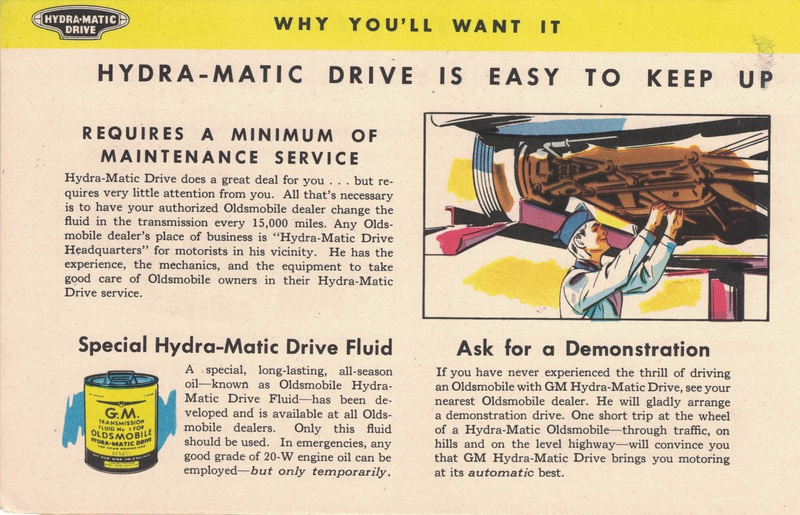 HYDRA-MATIC
DRIVE
WHY YOU'LL WANT IT
HYDRA-MATIC DRIVE IS EASY TO KEEP UP
REQUIRES A MINIMUM OF
MAINTENANCE SERVICE
Hydra-Matic Drive does a great deal for you . . . but re-
quires very little attention from you. All that's necessary
is to have your authorized Oldsmobile dealer change the
fluid in the transmission every 15,000 miles. Any Olds-
mobile dealer's place of business is "Hydra-Matic Drive
Headquarters" for motorists in his vicinity. He has the
experience, the mechanics, and the equipment to take
good care of Oldsmobile owners in their Hydra-Matic
Drive service.
Special Hydra-Matic Drive Fluid
A special, long-lasting, all-season
oil—known as Oldsmobile Hydra-
Matic Drive Fluid—has been de-
veloped and is available at all Olds-
mobile dealers. Only this fluid
should be used. In emergencies, any
good grade of 20-W engine oil can be
employed—but only temporarily.
G.M.
TRANSMISSION
FLUID No 1 FOR
OLDSMOBILE
HYDRA-MATIC DRIVE
Ask for a Demonstration
If you have never experienced the thrill of driving
an Oldsmobile with GM Hydra-Matic Drive, see your
nearest Oldsmobile dealer. He will gladly arrange
a demonstration drive. One short trip at the wheel
of a Hydra-Matic Oldsmobile—through traffic, on
hills and on the level highway—will convince you
that GM Hydra-Matic Drive brings you motoring
at its automatic best.